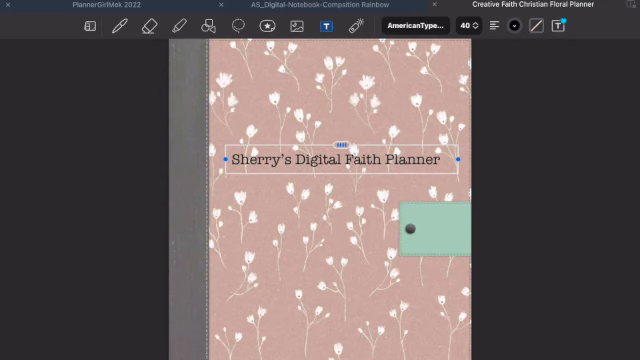 PlannerGirlMek 2022
AS_Digital-Notebook-Compsition Rainbow
Creative Faith Christian Floral Planner
AmericanType...
40
T
T
Sherry's Digital Faith Planner